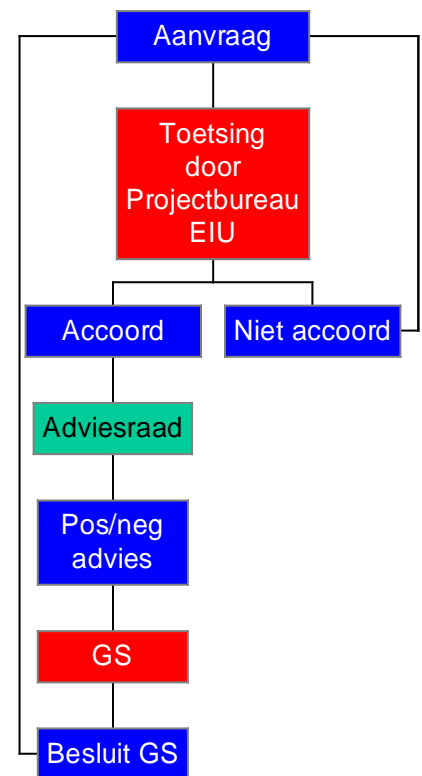 Aanvraag
Toetsing
door
Projectbureau
EIU
Accoord
Niet accoord
Adviesraad
Pos/neg
advies
GS
Besluit GS